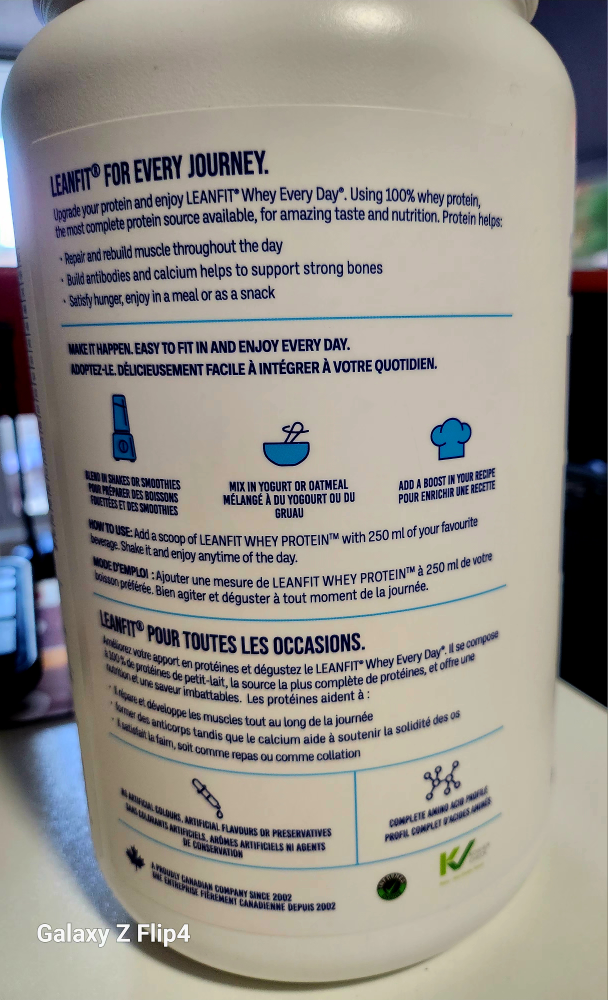 LEANFIT® FOR EVERY JOURNEY.
Upgrade your protein and enjoy LEANFIT® Whey Every Day®. Using 100% whey protein,
the most complete protein source available, for amazing taste and nutrition. Protein helps:
• Repair and rebuild muscle throughout the day
• Build antibodies and calcium helps to support strong bones
• Satisfy hunger, enjoy in a meal or as a snack
MAKE IT HAPPEN. EASY TO FIT IN AND ENJOY EVERY DAY.
ADOPTEZ-LE. DÉLICIEUSEMENT FACILE À INTÉGRER À VOTRE QUOTIDIEN.
BLEND IN SHAKES OR SMOOTHIES
POUR PRÉPARER DES BOISSONS
FOUETTÉES ET DES SMOOTHIES
MIX IN YOGURT OR OATMEAL
MÉLANGÉ À DU YOGOURT OU DU
GRUAU
ADD A BOOST IN YOUR RECIPE
POUR ENRICHIR UNE RECETTE
HOW TO USE: Add a scoop of LEANFIT WHEY PROTEIN™ with 250 ml of your favourite
beverage. Shake it and enjoy anytime of the day.
MODE D'EMPLOI : Ajouter une mesure de LEANFIT WHEY PROTEIN™ à 250 ml de votre
boisson préférée. Bien agiter et déguster à tout moment de la journée.
LEANFIT® POUR TOUTES LES OCCASIONS.
Améliorez votre apport en protéines et dégustez le LEANFIT® Whey Every Day®. Il se compose
à 100 % de protéines de petit-lait, la source la plus complète de protéines, et offre une
nutrition et une saveur imbattables. Les protéines aident à :
répare et développe les muscles tout au long de la journée
former des anticorps tandis que le calcium aide à soutenir la solidité des os
satisfait la faim, soit comme repas ou comme collation
NO ARTIFICIAL COLOURS, ARTIFICIAL FLAVOURS OR PRESERVATIVES
SANS COLORANTS ARTIFICIELS, ARÔMES ARTIFICIELS NI AGENTS
DE CONSERVATION
COMPLETE AMINO ACID PROFILE
PROFIL COMPLET D'ACIDES AMINÉS
A PROUDLY CANADIAN COMPANY SINCE 2002
UNE ENTREPRISE FIÈREMENT CANADIENNE DEPUIS 2002
Galaxy Z Flip4